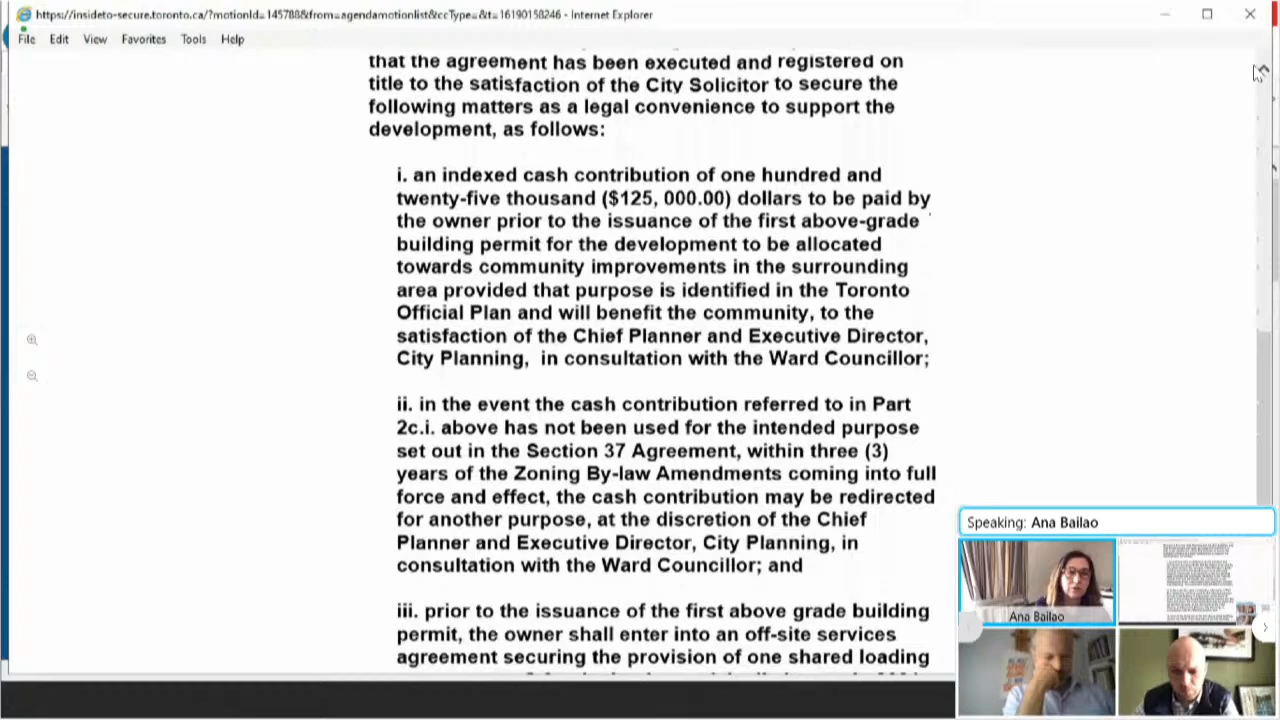 https://insideto-secure.toronto.ca/?motionId=145788&from=agendamotionlist&ccType=&t=16190158246 - Internet Explorer
File Edit View Favorites Tools Help
that the agreement has been executed and registered on
title to the satisfaction of the City Solicitor to secure the
following matters as a legal convenience to support the
development, as follows:
i. an indexed cash contribution of one hundred and
twenty-five thousand ($125, 000.00) dollars to be paid by
the owner prior to the issuance of the first above-grade
building permit for the development to be allocated
towards community improvements in the surrounding
area provided that purpose is identified in the Toronto
Official Plan and will benefit the community, to the
satisfaction of the Chief Planner and Executive Director,
City Planning, in consultation with the Ward Councillor;
ii. in the event the cash contribution referred to in Part
2c.i. above has not been used for the intended purpose
set out in the Section 37 Agreement, within three (3)
years of the Zoning By-law Amendments coming into full
force and effect, the cash contribution may be redirected
for another purpose, at the discretion of the Chief
Planner and Executive Director, City Planning, in
consultation with the Ward Councillor; and
iii. prior to the issuance of the first above grade building
permit, the owner shall enter into an off-site services
agreement securing the provision of one shared loading
Speaking: Ana Bailao
Ana Bailao